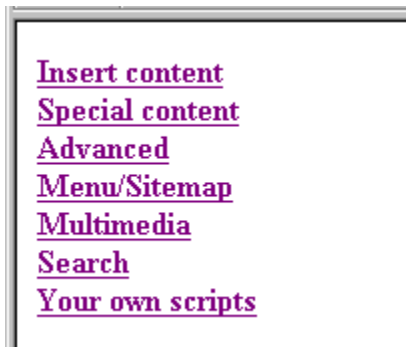 Insert content
Special content
Advanced
Menu/Sitemap
Multimedia
Search
Your own scripts